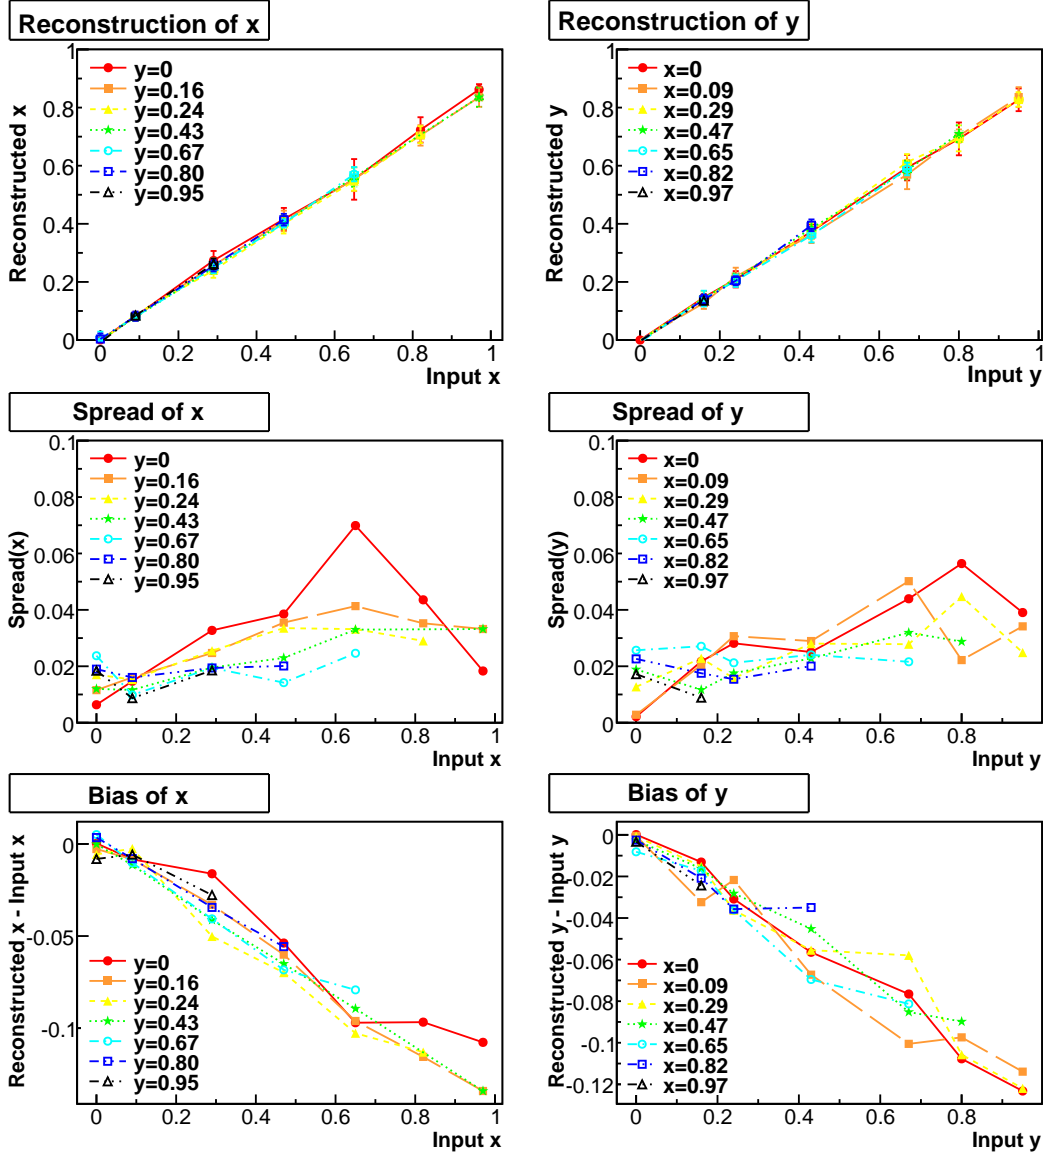 Reconstruction of x
Reconstructed x
1
0.8
0.6
0.4
0.2
0
y=0
y=0.16
y=0.24
y=0.43
y=0.67
y=0.80
y=0.95
0 0.2 0.4 0.6 0.8 1
Input x
Reconstruction of y
Reconstructed y
1
0.8
0.6
0.4
0.2
0
x=0
x=0.09
x=0.29
x=0.47
x=0.65
x=0.82
x=0.97
0 0.2 0.4 0.6 0.8 1
Input y
Spread of x
Spread(x)
0.1
0.08
0.06
0.04
0.02
0
y=0
y=0.16
y=0.24
y=0.43
y=0.67
y=0.80
y=0.95
0 0.2 0.4 0.6 0.8 1
Input x
Spread of y
Spread(y)
0.1
0.08
0.06
0.04
0.02
0
x=0
x=0.09
x=0.29
x=0.47
x=0.65
x=0.82
x=0.97
0 0.2 0.4 0.6 0.8
Input y
Bias of x
Reconstructed x - Input x
0
-0.05
-0.1
y=0
y=0.16
y=0.24
y=0.43
y=0.67
y=0.80
y=0.95
0 0.2 0.4 0.6 0.8 1
Input x
Bias of y
Reconstructed y - Input y
0
-0.02
-0.04
-0.06
-0.08
-0.1
-0.12
x=0
x=0.09
x=0.29
x=0.47
x=0.65
x=0.82
x=0.97
0 0.2 0.4 0.6 0.8
Input y